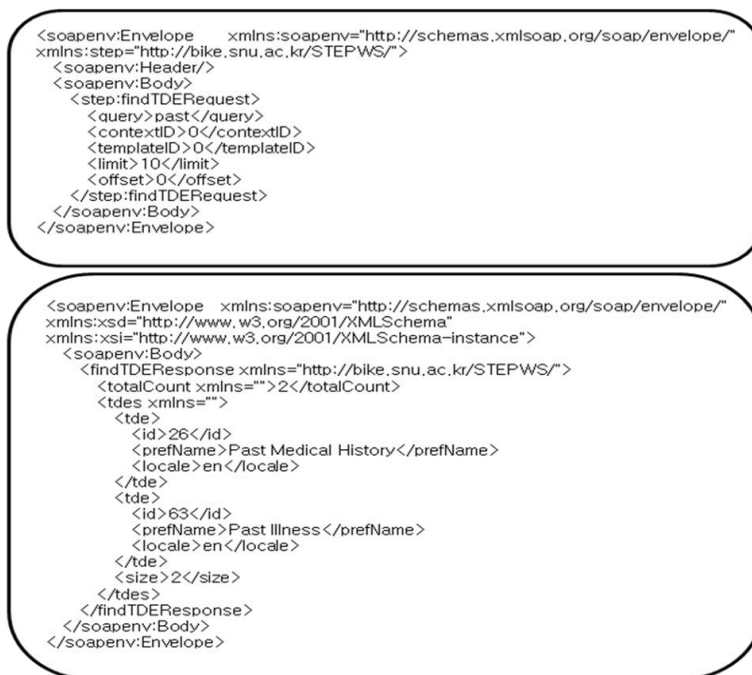 <soapenv:Envelope xmlns:soapenv="http://schemas.xmlsoap.org/soap/envelope/"
xmlns:step="http://bike.snu.ac.kr/STEPWS/">
<soapenv:Header/>
<soapenv:Body>
<step:findTDERequest>
<query>past</query>
<contextID>0</contextID>
<templateID>0</templateID>
<limit>10</limit>
<offset>0</offset>
</step:findTDERequest>
</soapenv:Body>
</soapenv:Envelope>
<soapenv:Envelope xmlns:soapenv="http://schemas.xmlsoap.org/soap/envelope/"
xmlns:xsd="http://www.w3.org/2001/XMLSchema"
xmlns:xsi="http://www.w3.org/2001/XMLSchema-instance">
<soapenv:Body>
<findTDEResponse xmlns="http://bike.snu.ac.kr/STEPWS/">
<totalCount xmlns="">2</totalCount>
<tdes xmlns="">
<tde>
<id>26</id>
<prefName>Past Medical History</prefName>
<locale>en</locale>
</tde>
<tde>
<id>63</id>
<prefName>Past Illness</prefName>
<locale>en</locale>
</tde>
<size>2</size>
</tdes>
</findTDEResponse>
</soapenv:Body>
</soapenv:Envelope>